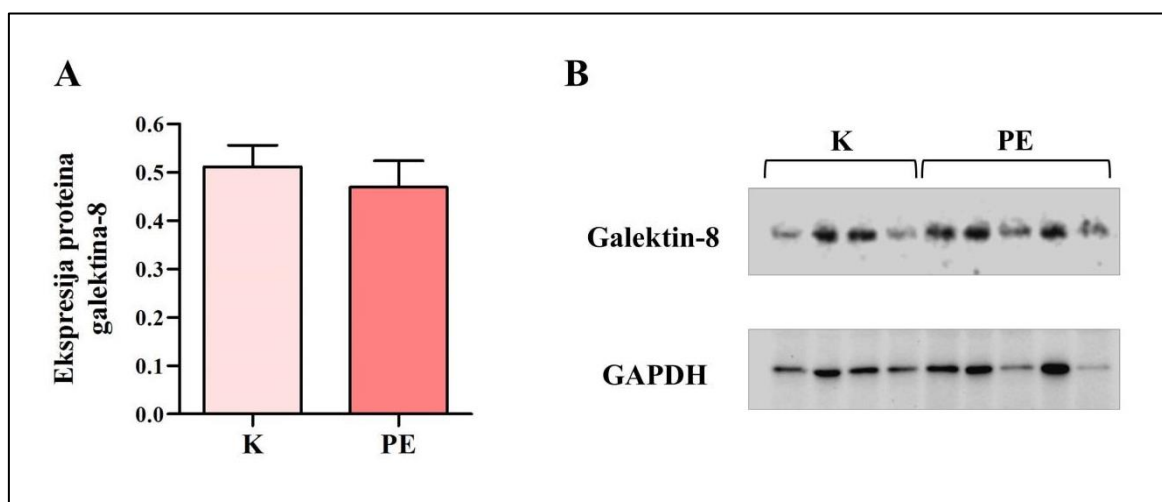 A
Ekspresija proteina
galektina-8
0.6
0.5
0.4
0.3
0.2
0.1
0.0
K
PE
B
K
PE
Galektin-8
GAPDH